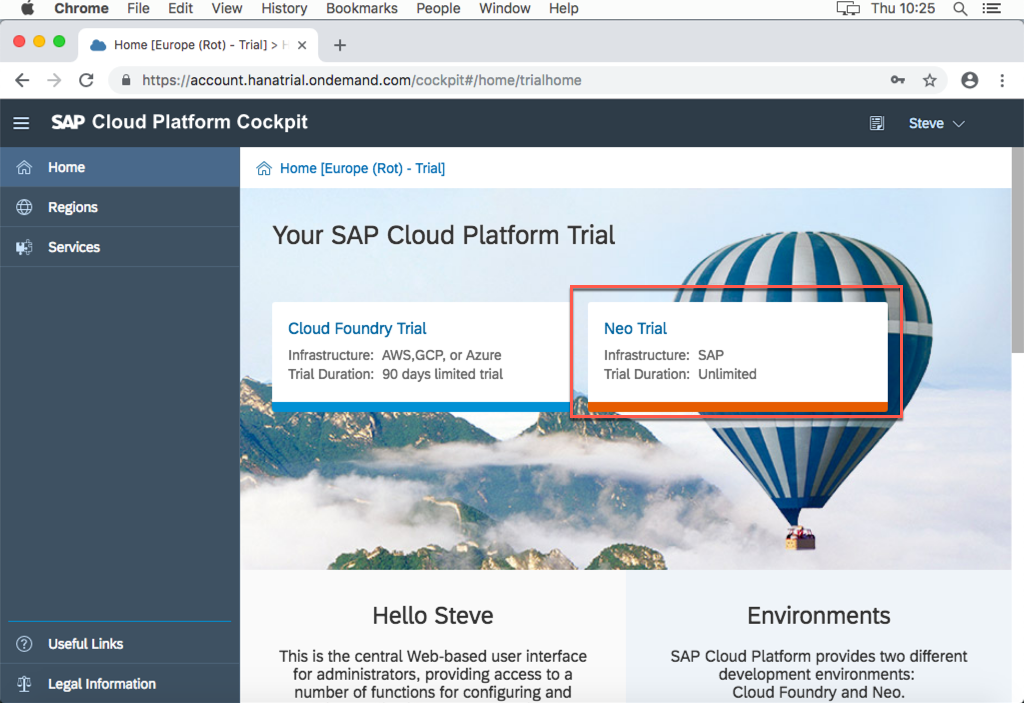 Chrome File Edit View History Bookmarks People Window Help Thu 10:25
Home [Europe (Rot) - Trial] >
https://account.hanatrial.ondemand.com/cockpit#/home/trialhome
SAP Cloud Platform Cockpit
Steve
Home
Regions
Services
Useful Links
Legal Information
Home [Europe (Rot) - Trial]
Your SAP Cloud Platform Trial
Cloud Foundry Trial
Infrastructure: AWS,GCP, or Azure
Trial Duration: 90 days limited trial
Neo Trial
Infrastructure: SAP
Trial Duration: Unlimited
Hello Steve
This is the central Web-based user interface
for administrators, providing access to a
number of functions for configuring and
Environments
SAP Cloud Platform provides two different
development environments:
Cloud Foundry and Neo.